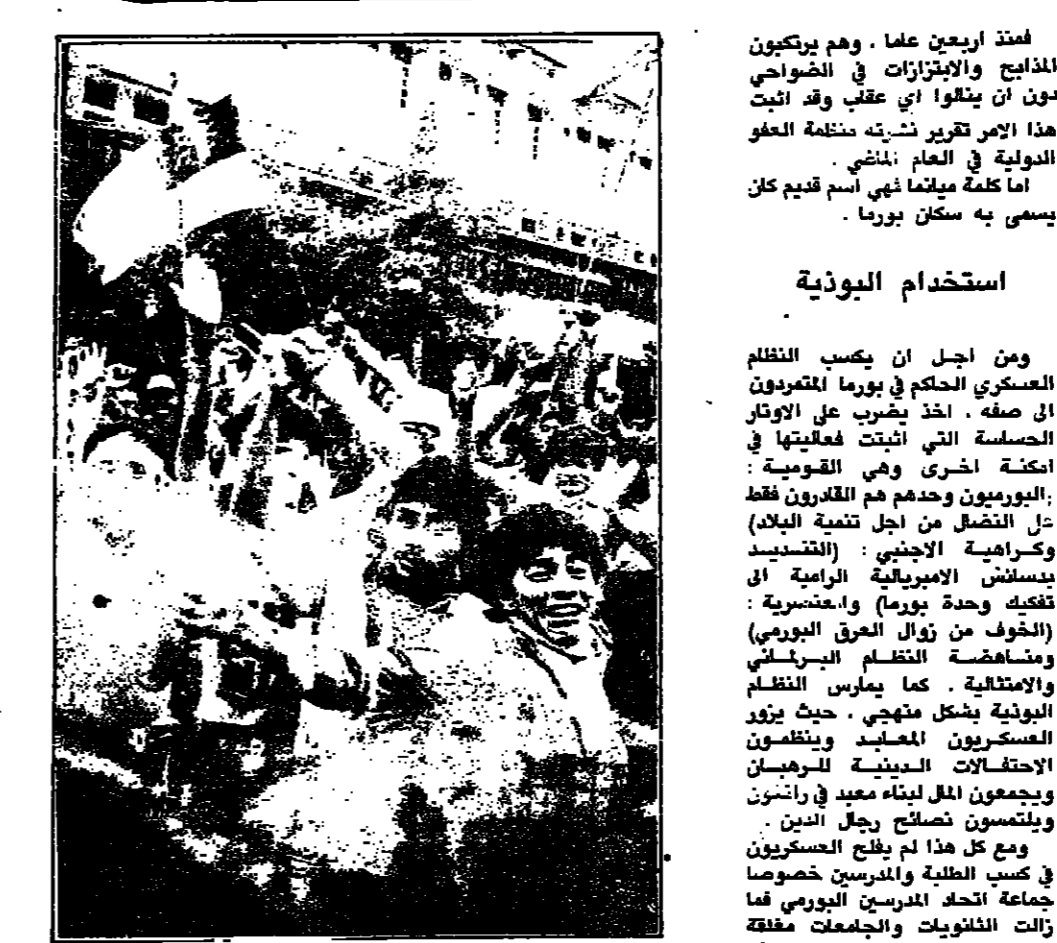 فمنذ اربعين عاما ، وهم يرتكبون
المذابح والابتزازات في الضواحي
دون ان ينالوا اي عقاب وقد اثبت
هذا الامر تقرير نشرته منظمة العفو
الدولية في العام الماضي .
اما كلمة ميانما فهي اسم قديم كان
يسمى به سكان بورما .
استخدام البوذية
ومن اجل ان يكسب النظام
العسكري الحاكم في بورما المتمردون
الى صفه ، اخذ يضرب على الاوتار
الحساسة التي اثبتت فعاليتها في
امكنة اخرى وهي القومية :
(البورميون وحدهم هم القادرون فقط
على النضال من اجل تنمية البلاد)
وكراهية الاجنبي : (التنديد
بدسائس الامبريالية الرامية الى
تفكيك وحدة بورما) والعنصرية :
(الخوف من زوال العرق البورمي)
ومناهضة النظام البرلماني
والامتثالية . كما يمارس النظام
البوذية بشكل منهجي ، حيث يزور
العسكريون المعابد وينظمون
الاحتفالات الدينية للرهبان
ويجمعون المال لبناء معبد في رانغون
ويلتمسون نصائح رجال الدين .
ومع كل هذا لم يفلح العسكريون
في كسب الطلبة والمدرسين خصوصا
جماعة اتحاد المدرسين البورمي فما
زالت الثانويات والجامعات مغلقة